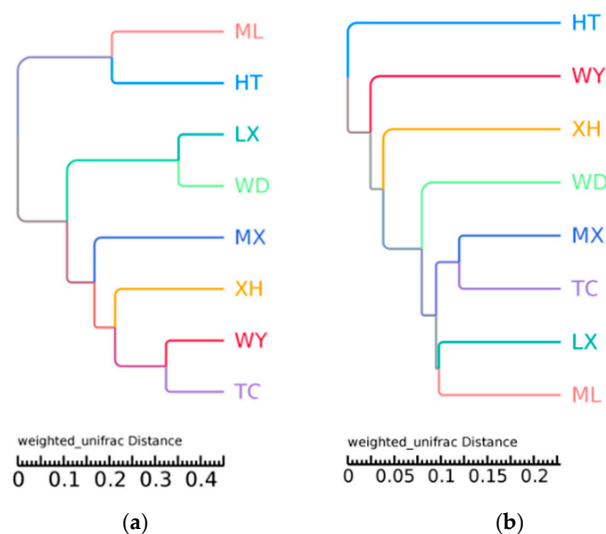 ML
HT
LX
WD
MX
XH
WY
TC
weighted_unifrac Distance
0 0.1 0.2 0.3 0.4
(a)
HT
WY
XH
WD
MX
TC
LX
ML
weighted_unifrac Distance
0 0.05 0.1 0.15 0.2
(b)